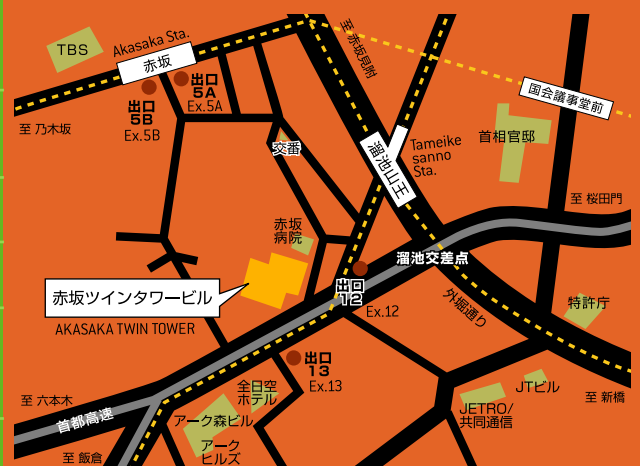 TBS
Akasaka Sta.
赤坂
至 赤坂見附
出口
5A
Ex.5A
出口
5B
Ex.5B
至 乃木坂
国会議事堂前
首相官邸
交番
Tameike
sanno
Sta.
溜池山王
至 桜田門
赤坂
病院
溜池交差点
赤坂ツインタワービル
AKASAKA TWIN TOWER
出口
12
Ex.12
外堀通り
特許庁
出口
13
Ex.13
全日空
ホテル
JTビル
至 新橋
至 六本木
首都高速
アーク森ビル
JETRO/
共同通信
アーク
ヒルズ
至 飯倉